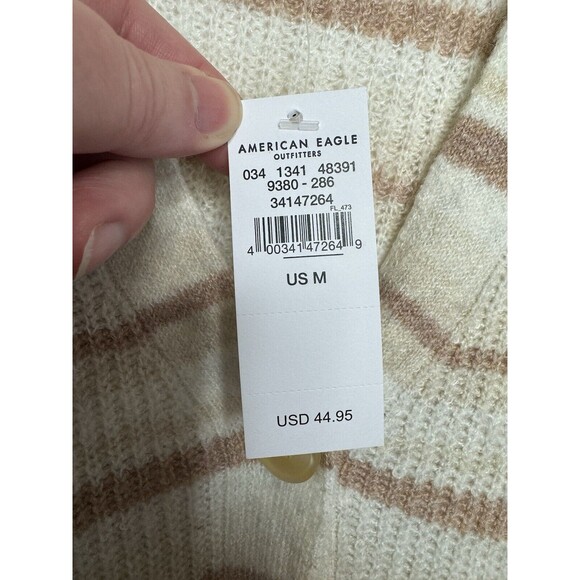 AMERICAN EAGLE
OUTFITTERS
034 1341 48391
9380 - 286
34147264
FL_473
4 00341 47264 9
US M
USD 44.95